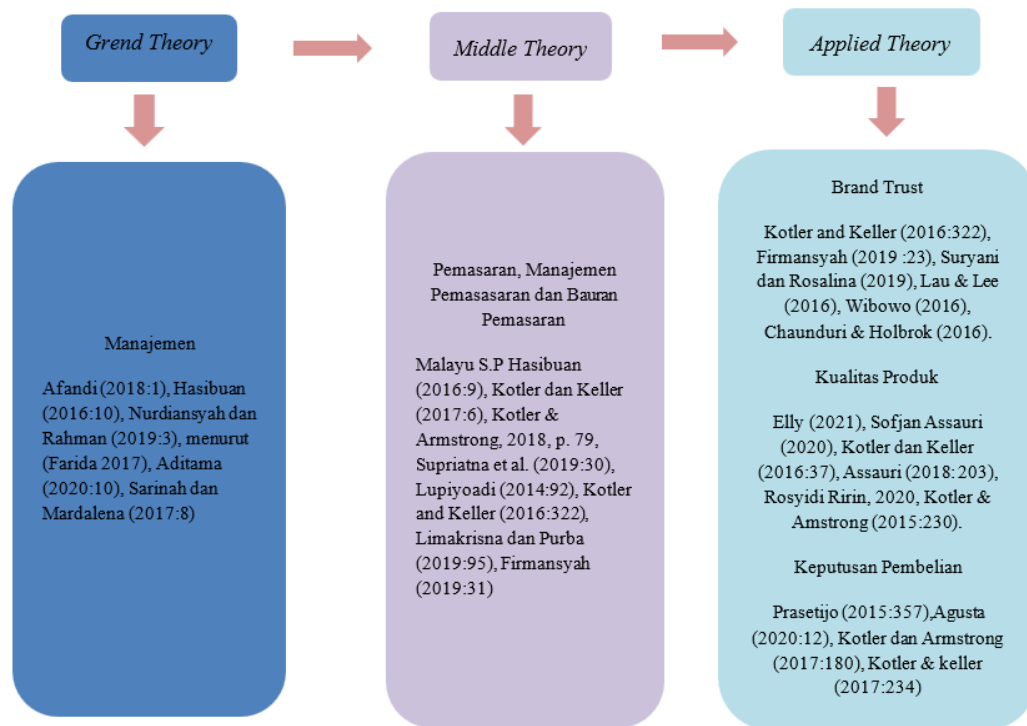 Grend Theory
Middle Theory
Applied Theory
Manajemen
Afandi (2018:1), Hasibuan
(2016:10), Nurdiansyah dan
Rahman (2019:3), menurut
(Farida 2017), Aditama
(2020:10), Sarinah dan
Mardalena (2017:8)
Pemasaran, Manajemen
Pemasasaran dan Bauran
Pemasaran
Malayu S.P Hasibuan
(2016:9), Kotler dan Keller
(2017:6), Kotler &
Armstrong, 2018, p. 79,
Supriatna et al. (2019:30),
Lupiyoadi (2014:92), Kotler
and Keller (2016:322),
Limakrisna dan Purba
(2019:95), Firmansyah
(2019:31)
Brand Trust
Kotler and Keller (2016:322),
Firmansyah (2019 :23), Suryani
dan Rosalina (2019), Lau & Lee
(2016), Wibowo (2016),
Chaunduri & Holbrok (2016).
Kualitas Produk
Elly (2021), Sofjan Assauri
(2020), Kotler dan Keller
(2016:37), Assauri (2018:203),
Rosyidi Ririn, 2020, Kotler &
Amstrong (2015:230).
Keputusan Pembelian
Prasetijo (2015:357),Agusta
(2020:12), Kotler dan Armstrong
(2017:180), Kotler & keller
(2017:234)